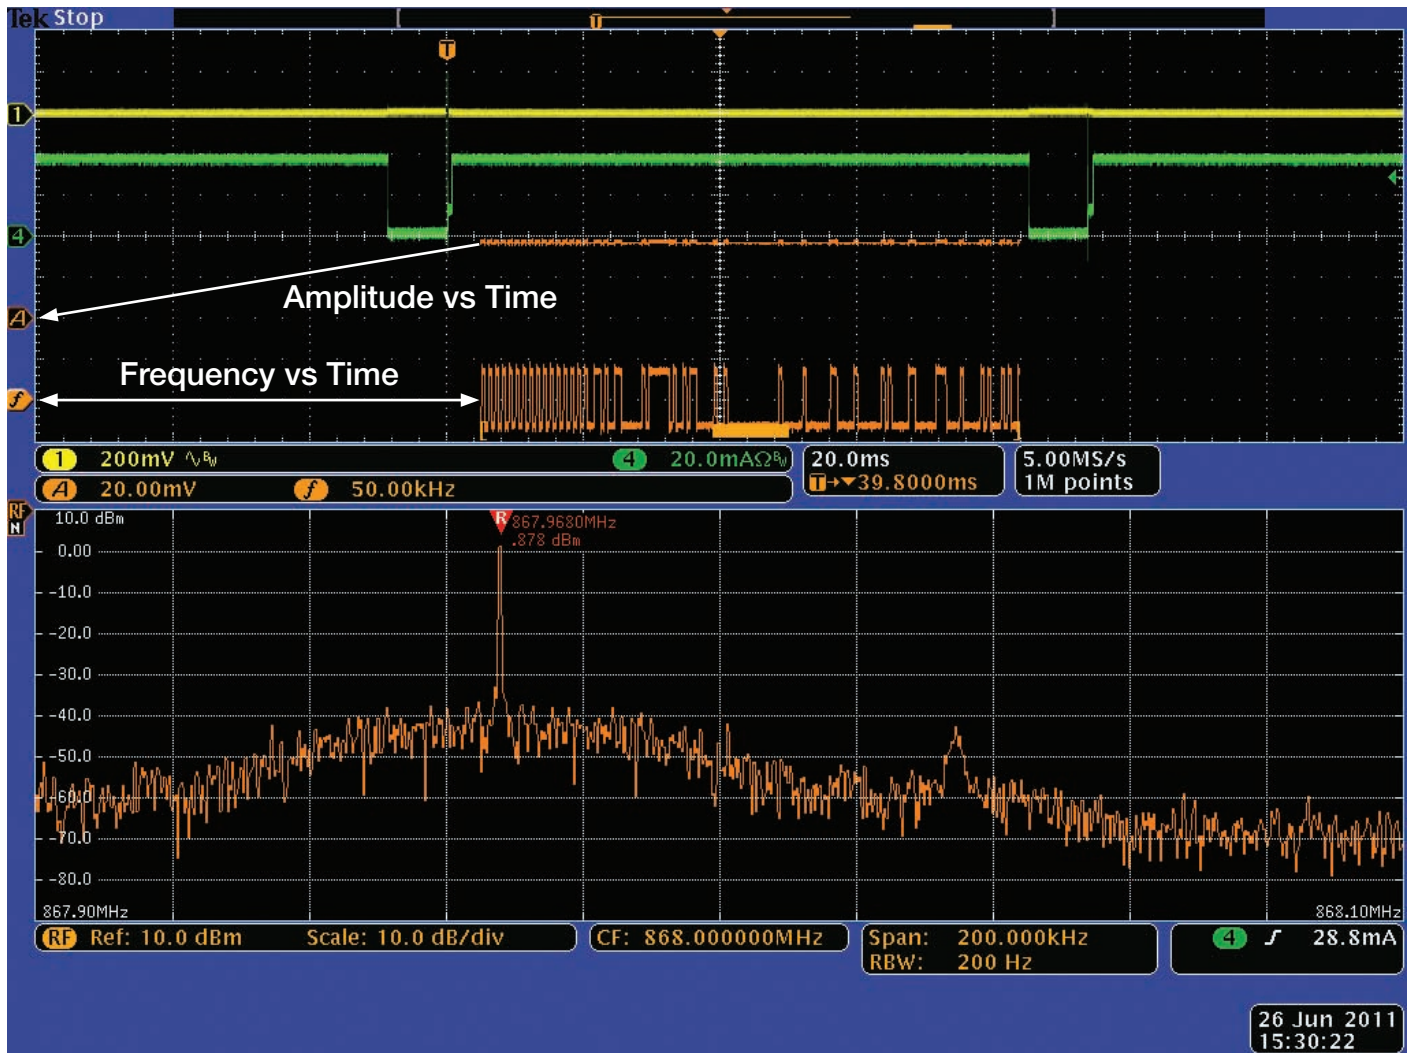 Tek Stop
T
T
1
4
Amplitude vs Time
A
Frequency vs Time
f
1 200mV ∿ Bw 4 20.0mAΩ Bw 20.0ms 5.00MS/s
A 20.00mV f 50.00kHz T→▼39.8000ms 1M points
RF
N
10.0 dBm
R 867.9680MHz
.878 dBm
0.00
-10.0
-20.0
-30.0
-40.0
-50.0
-60.0
-70.0
-80.0
867.90MHz 868.10MHz
RF Ref: 10.0 dBm Scale: 10.0 dB/div CF: 868.000000MHz Span: 200.000kHz 4 ʃ 28.8mA
RBW: 200 Hz
26 Jun 2011
15:30:22